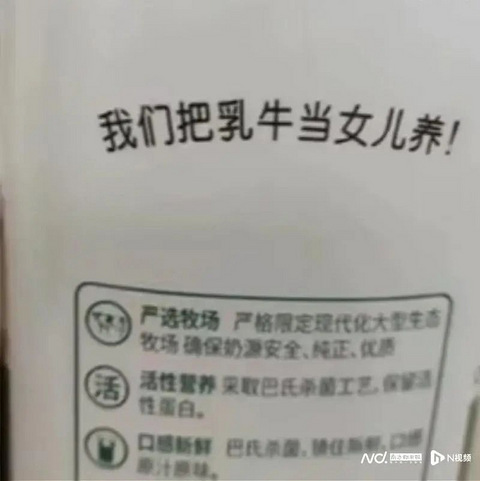 我们把乳牛当女儿养!
严选牧场 严格限定现代化大型生态
牧场 确保奶源安全、纯正、优质
活
活性营养 采取巴氏杀菌工艺,保留活
性蛋白。
口感新鲜 巴氏杀菌,锁住新鲜,口感
原汁原味。
N视频